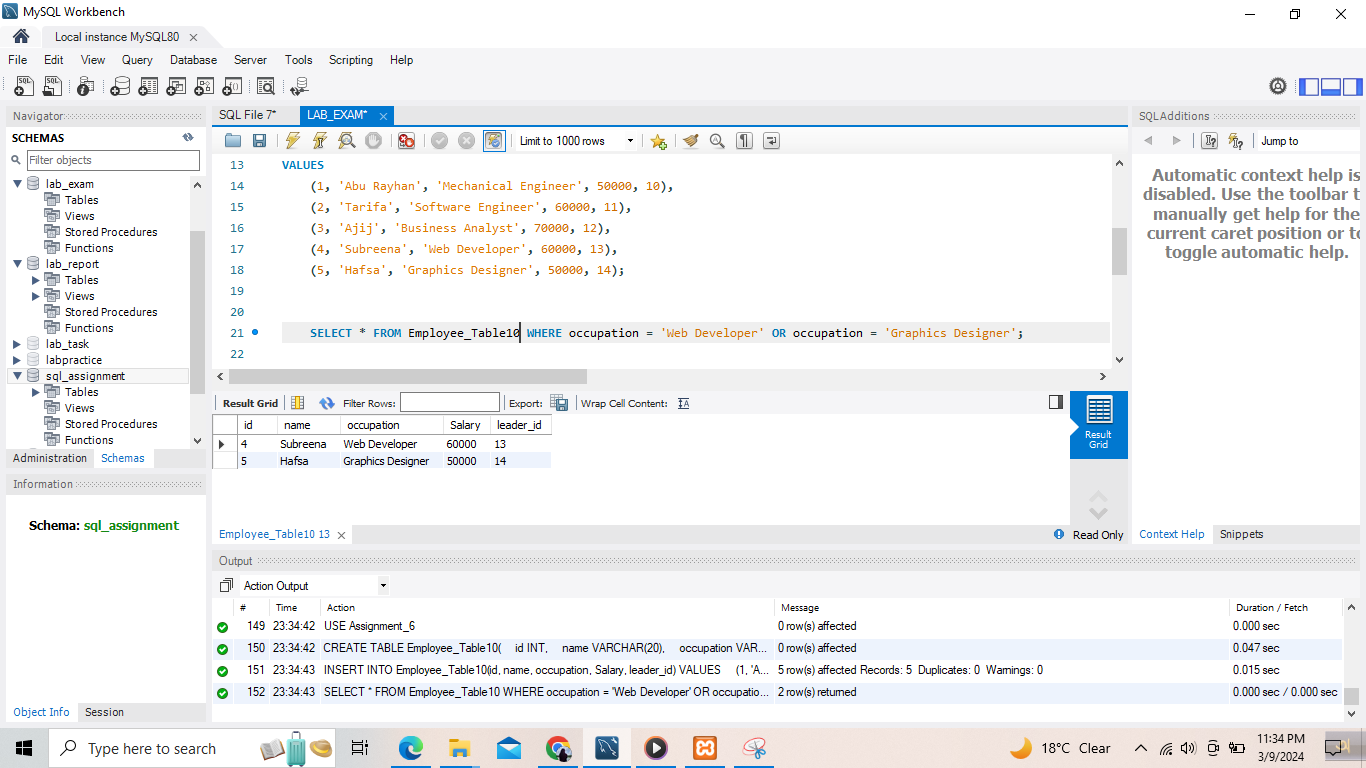 MySQL Workbench
Local instance MySQL80
File Edit View Query Database Server Tools Scripting Help
Navigator
SCHEMAS
Filter objects
lab_exam
Tables
Views
Stored Procedures
Functions
lab_report
Tables
Views
Stored Procedures
Functions
lab_task
labpractice
sql_assignment
Tables
Views
Stored Procedures
Functions
Administration Schemas
Information
Schema: sql_assignment
Object Info Session
SQL File 7* LAB_EXAM*
Limit to 1000 rows
13 VALUES
14 (1, 'Abu Rayhan', 'Mechanical Engineer', 50000, 10),
15 (2, 'Tarifa', 'Software Engineer', 60000, 11),
16 (3, 'Ajij', 'Business Analyst', 70000, 12),
17 (4, 'Subreena', 'Web Developer', 60000, 13),
18 (5, 'Hafsa', 'Graphics Designer', 50000, 14);
19
20
21 SELECT * FROM Employee_Table10 WHERE occupation = 'Web Developer' OR occupation = 'Graphics Designer';
22
Result Grid Filter Rows: Export: Wrap Cell Content:
id name occupation Salary leader_id
4 Subreena Web Developer 60000 13
5 Hafsa Graphics Designer 50000 14
Result
Grid
Employee_Table10 13
Read Only
SQLAdditions
Jump to
Automatic context help is
disabled. Use the toolbar t
manually get help for the
current caret position or to
toggle automatic help.
Context Help Snippets
Output
Action Output
# Time Action Message Duration / Fetch
149 23:34:42 USE Assignment_6 0 row(s) affected 0.000 sec
150 23:34:42 CREATE TABLE Employee_Table10( id INT, name VARCHAR(20), occupation VAR... 0 row(s) affected 0.047 sec
151 23:34:43 INSERT INTO Employee_Table10(id, name, occupation, Salary, leader_id) VALUES (1, 'A... 5 row(s) affected Records: 5 Duplicates: 0 Warnings: 0 0.015 sec
152 23:34:43 SELECT * FROM Employee_Table10 WHERE occupation = 'Web Developer' OR occupatio... 2 row(s) returned 0.000 sec / 0.000 sec
Type here to search
18°C Clear
11:34 PM
3/9/2024